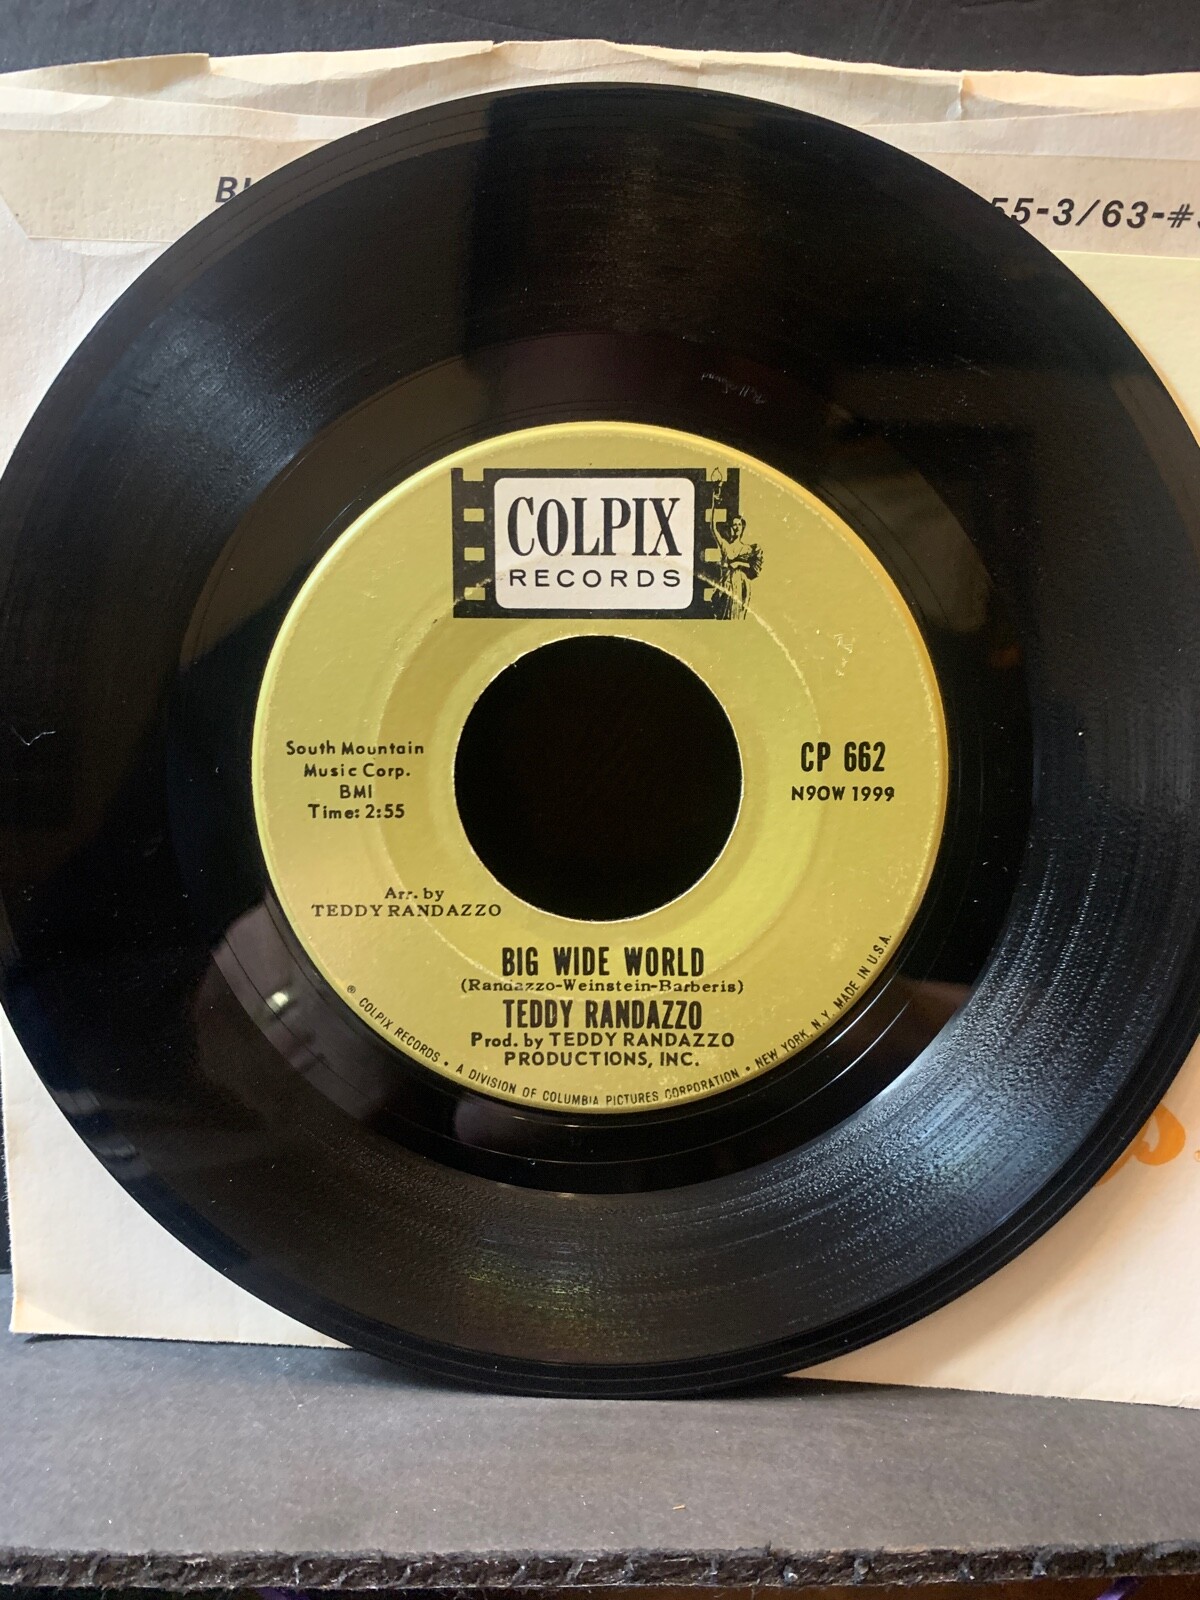 55-3/63-#
COLPIX
RECORDS
South Mountain
Music Corp.
BMI
Time: 2:55
CP 662
N9OW 1999
Arr. by
TEDDY RANDAZZO
BIG WIDE WORLD
(Randazzo-Weinstein-Barberis)
TEDDY RANDAZZO
Prod. by TEDDY RANDAZZO
PRODUCTIONS, INC.
® COLPIX RECORDS • A DIVISION OF COLUMBIA PICTURES CORPORATION • NEW YORK, N.Y. MADE IN U.S.A.